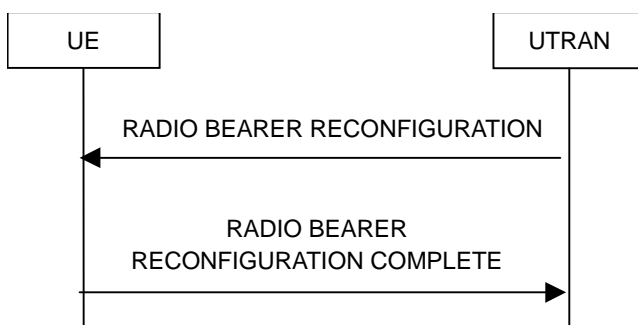 UE
UTRAN
RADIO BEARER RECONFIGURATION
RADIO BEARER
RECONFIGURATION COMPLETE